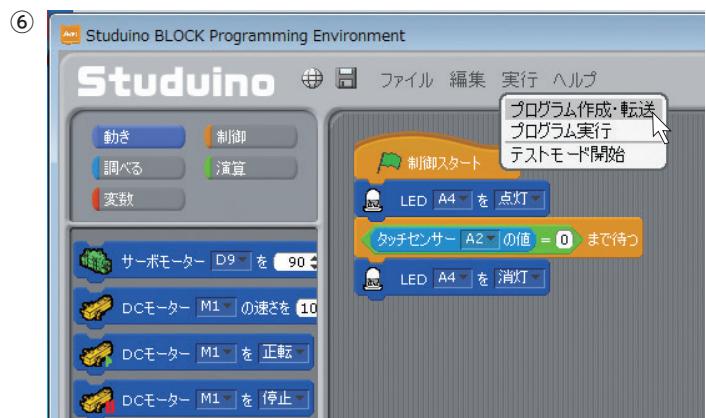 ⑥
Studuino BLOCK Programming Environment
Studuino ファイル 編集 実行 ヘルプ
プログラム作成・転送
プログラム実行
テストモード開始
動き 制御
調べる 演算
変数
サーボモーター D9 を 90
DCモーター M1 の速さを 10
DCモーター M1 を 正転
DCモーター M1 を 停止
制御スタート
LED A4 を 点灯
タッチセンサー A2 の値 = 0 まで待つ
LED A4 を 消灯